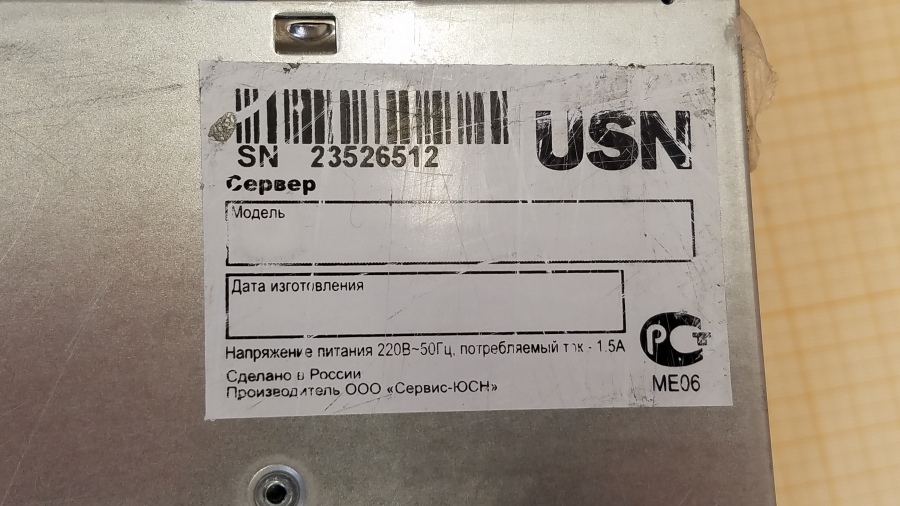 USN
SN 23526512
Сервер
Модель
Дата изготовления
Напряжение питания 220В~50Гц, потребляемый ток - 1.5А
Сделано в России
Производитель ООО «Сервис-ЮСН»
РСТ
МЕ06